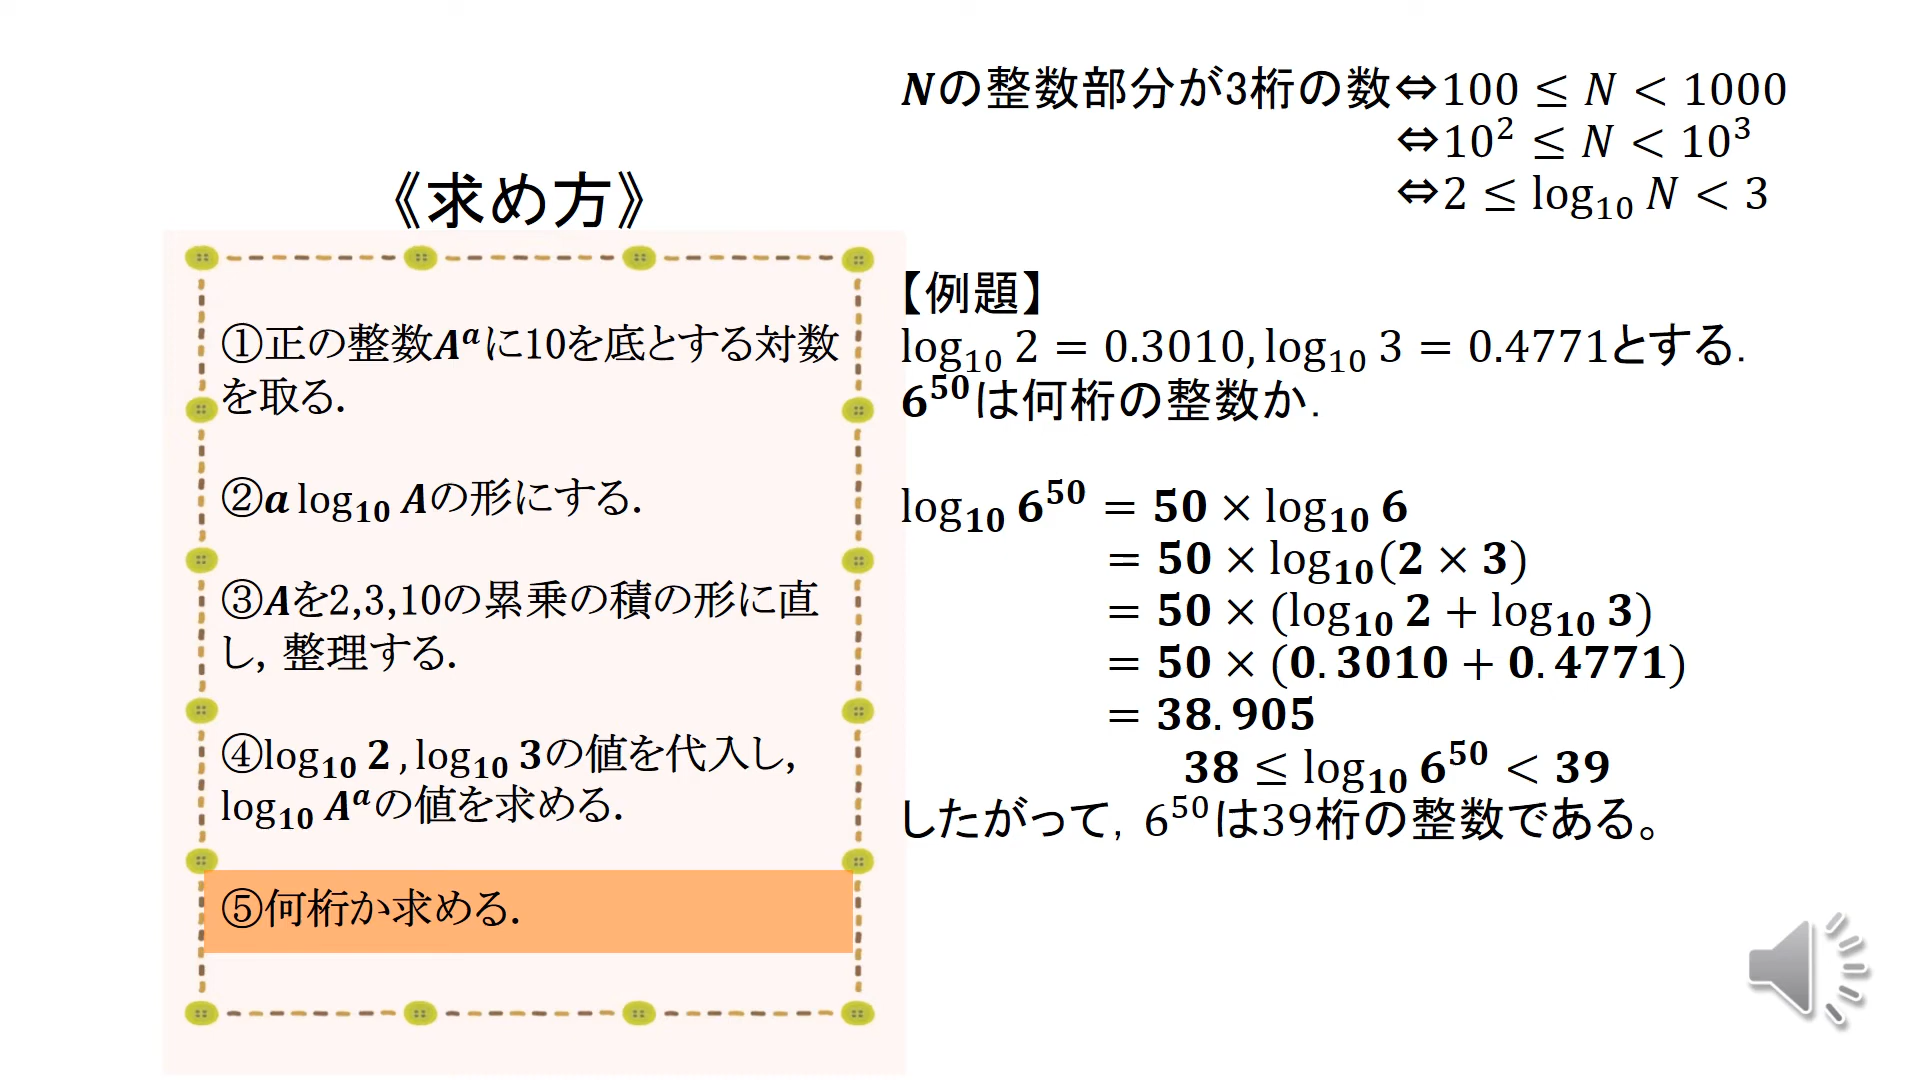 《求め方》
①正の整数Aᵃに10を底とする対数
を取る.
②a log₁₀ Aの形にする.
③Aを2,3,10の累乗の積の形に直
し, 整理する.
④log₁₀ 2 , log₁₀ 3の値を代入し,
log₁₀ Aᵃの値を求める.
⑤何桁か求める.
Nの整数部分が3桁の数⇔100 ≤ N < 1000
⇔10² ≤ N < 10³
⇔2 ≤ log₁₀ N < 3
【例題】
log₁₀ 2 = 0.3010, log₁₀ 3 = 0.4771とする.
6⁵⁰は何桁の整数か.
log₁₀ 6⁵⁰ = 50 × log₁₀ 6
= 50 × log₁₀(2 × 3)
= 50 × (log₁₀ 2 + log₁₀ 3)
= 50 × (0.3010 + 0.4771)
= 38.905
38 ≤ log₁₀ 6⁵⁰ < 39
したがって, 6⁵⁰は39桁の整数である。